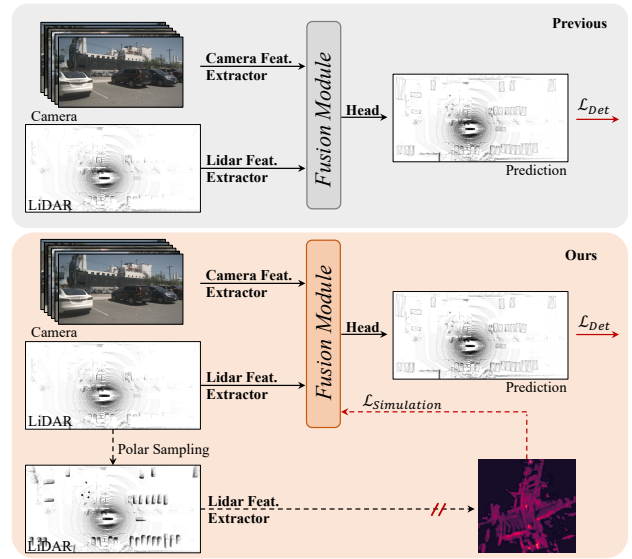 Previous
Camera Feat.
Extractor
Camera
Lidar Feat.
Extractor
LiDAR
Fusion Module
Head
Prediction
ℒ_Det
Ours
Camera Feat.
Extractor
Camera
Lidar Feat.
Extractor
LiDAR
Fusion Module
Head
Prediction
ℒ_Det
ℒ_Simulation
Polar Sampling
Lidar Feat.
Extractor
LiDAR